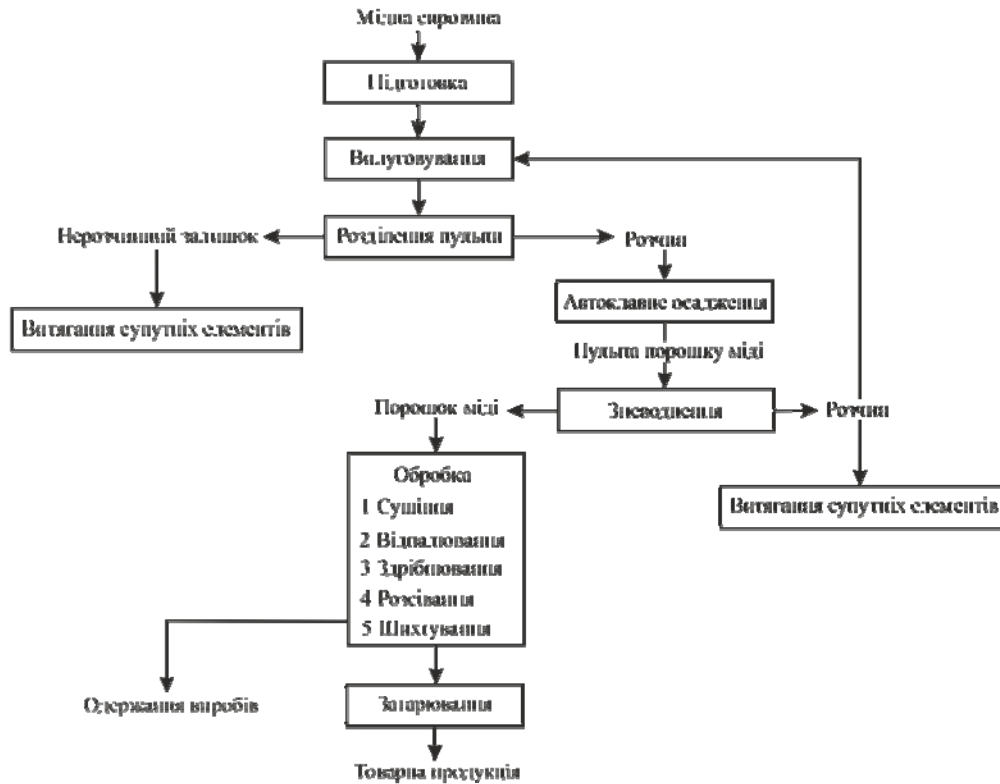 Мідна сировина
Підготовка
Вилуговування
Нерозчинний залишок
Розділення пульпи
Розчин
Автоклавне осадження
Витягання супутніх елементів
Пульпа порошку міді
Порошок міді
Зневоднення
Розчин
Обробка
1 Сушіння
2 Відпалювання
3 Здрібнювання
4 Розсівання
5 Шихтування
Витягання супутніх елементів
Одержання виробів
Затарювання
Товарна продукція